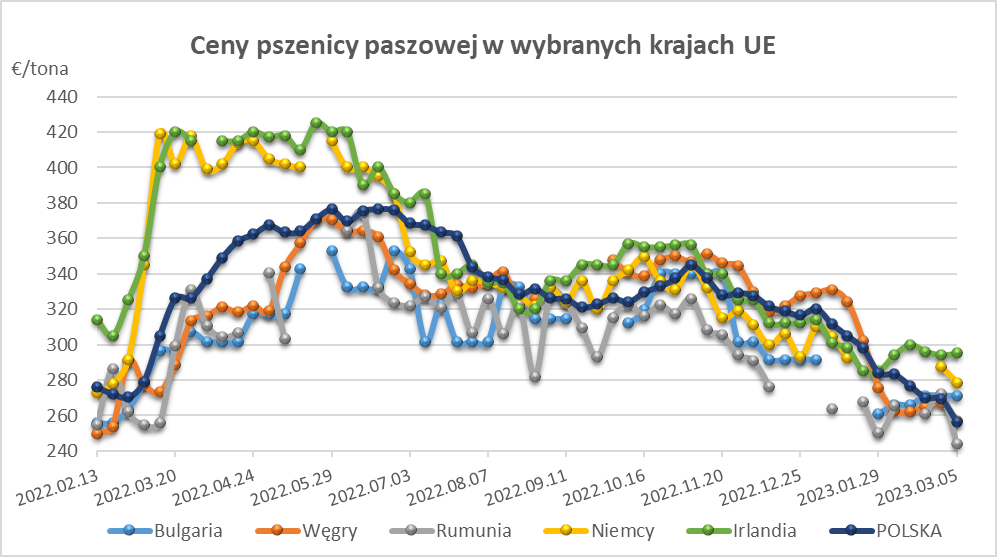 Ceny pszenicy paszowej w wybranych krajach UE
€/tona
440
420
400
380
360
340
320
300
280
260
240
2022.02.13 2022.03.20 2022.04.24 2022.05.29 2022.07.03 2022.08.07 2022.09.11 2022.10.16 2022.11.20 2022.12.25 2023.01.29 2023.03.05
Bulgaria Węgry Rumunia Niemcy Irlandia POLSKA